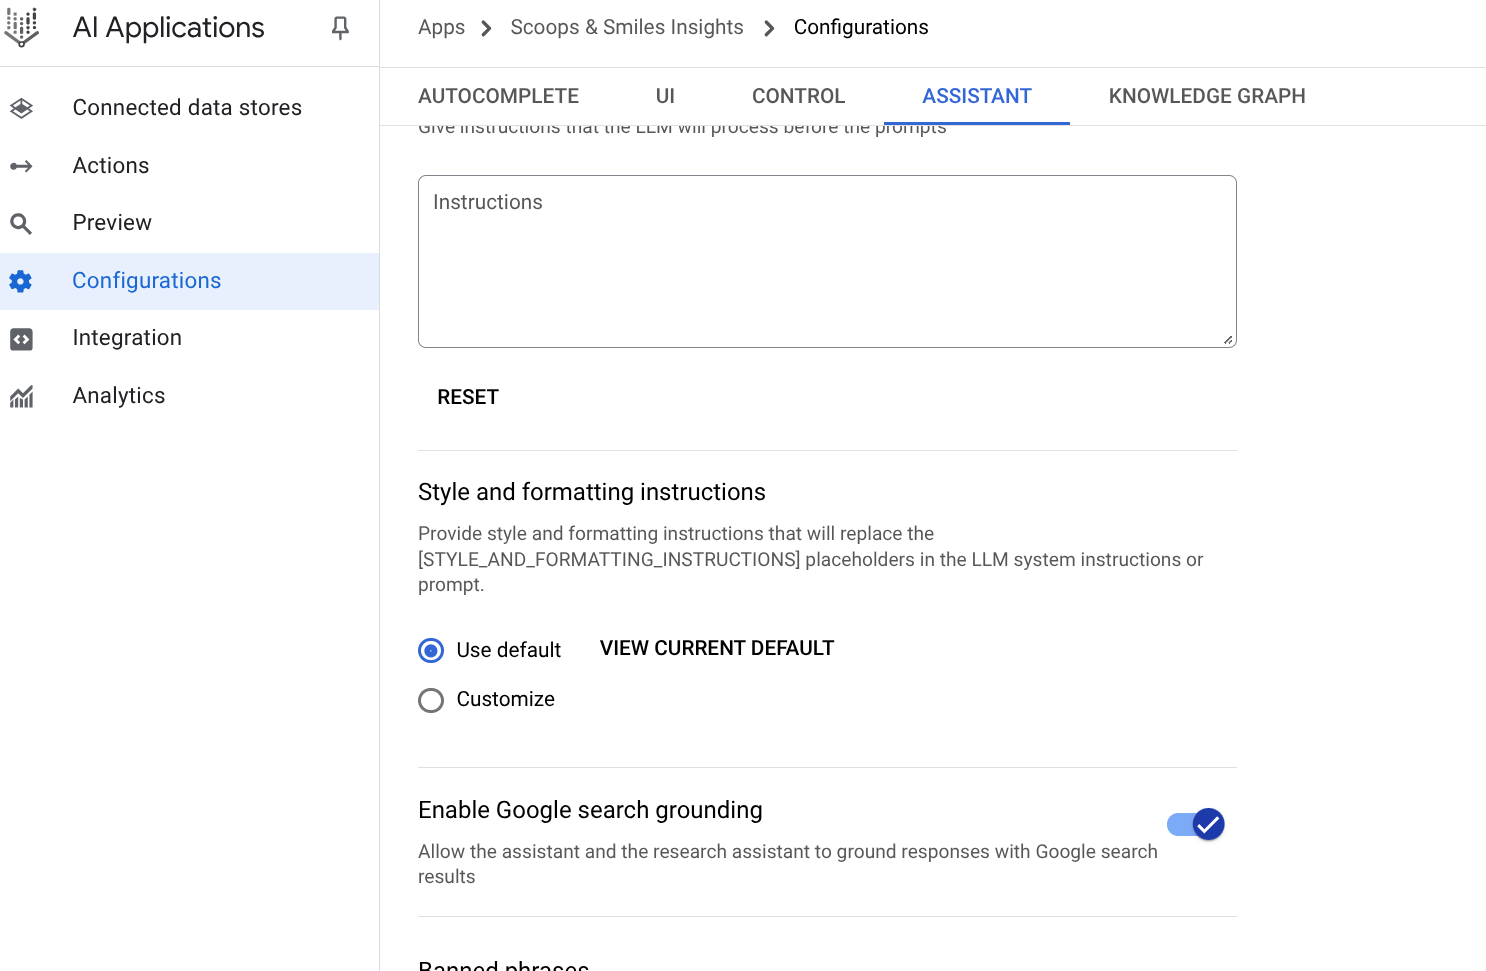 AI Applications
Apps
Scoops & Smiles Insights
Configurations
Connected data stores
Actions
Preview
Configurations
Integration
Analytics
AUTOCOMPLETE
UI
CONTROL
ASSISTANT
KNOWLEDGE GRAPH
Give instructions that the LLM will process before the prompts
Instructions
RESET
Style and formatting instructions
Provide style and formatting instructions that will replace the
[STYLE_AND_FORMATTING_INSTRUCTIONS] placeholders in the LLM system instructions or
prompt.
Use default
VIEW CURRENT DEFAULT
Customize
Enable Google search grounding
Allow the assistant and the research assistant to ground responses with Google search
results
Banned phrases